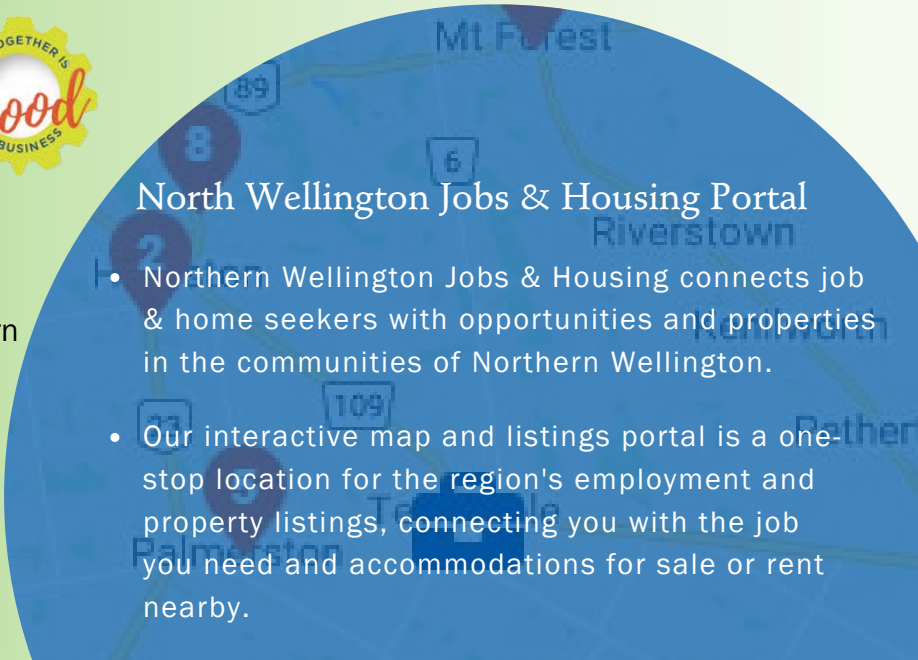 TOGETHER IS
good
BUSINESS
Mt Forest
89
8
6
North Wellington Jobs & Housing Portal
Riverstown
2
• Northern Wellington Jobs & Housing connects job
& home seekers with opportunities and properties
in the communities of Northern Wellington.
Kenilworth
109
23
• Our interactive map and listings portal is a one-
stop location for the region's employment and
property listings, connecting you with the job
you need and accommodations for sale or rent
nearby.
Palmerston